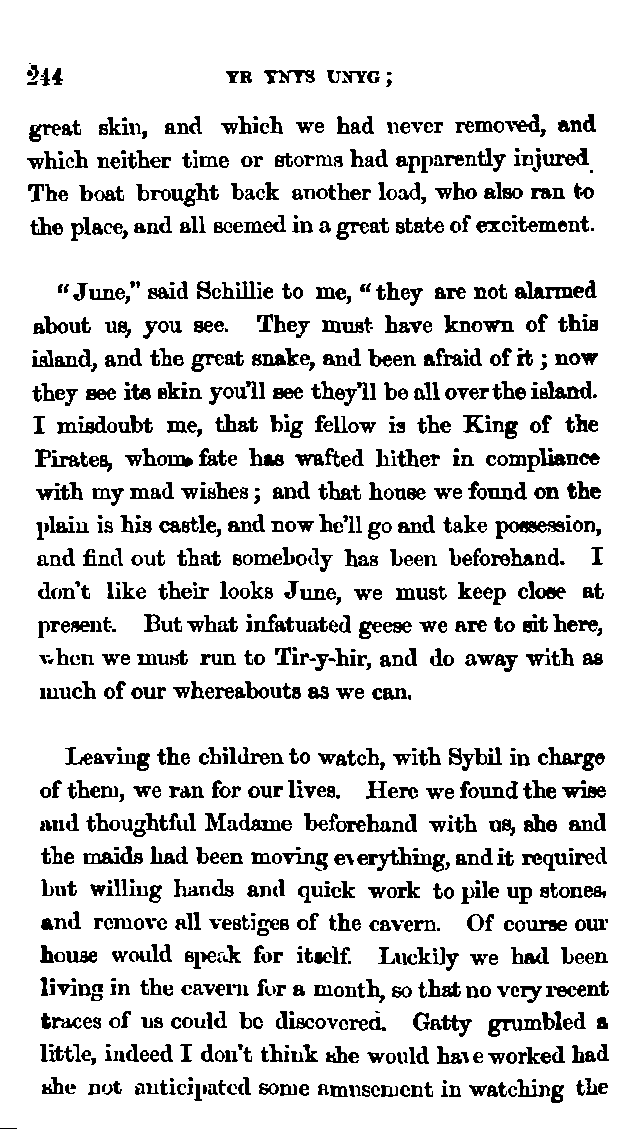 244 YR YNYS UNYG;
great skin, and which we had never removed, and
which neither time or storms had apparently injured.
The boat brought back another load, who also ran to
the place, and all seemed in a great state of excitement.
"June," said Schillie to me, "they are not alarmed
about us, you see. They must have known of this
island, and the great snake, and been afraid of it; now
they see its skin you'll see they'll be all over the island.
I misdoubt me, that big fellow is the King of the
Pirates, whom fate has wafted hither in compliance
with my mad wishes; and that house we found on the
plain is his castle, and now he'll go and take possession,
and find out that somebody has been beforehand. I
don't like their looks June, we must keep close at
present. But what infatuated geese we are to sit here,
when we must run to Tir-y-hir, and do away with as
much of our whereabouts as we can.
Leaving the children to watch, with Sybil in charge
of them, we ran for our lives. Here we found the wise
and thoughtful Madame beforehand with us, she and
the maids had been moving everything, and it required
but willing hands and quick work to pile up stones,
and remove all vestiges of the cavern. Of course our
house would speak for itself. Luckily we had been
living in the cavern for a month, so that no very recent
traces of us could be discovered. Gatty grumbled a
little, indeed I don't think she would have worked had
she not anticipated some amusement in watching the